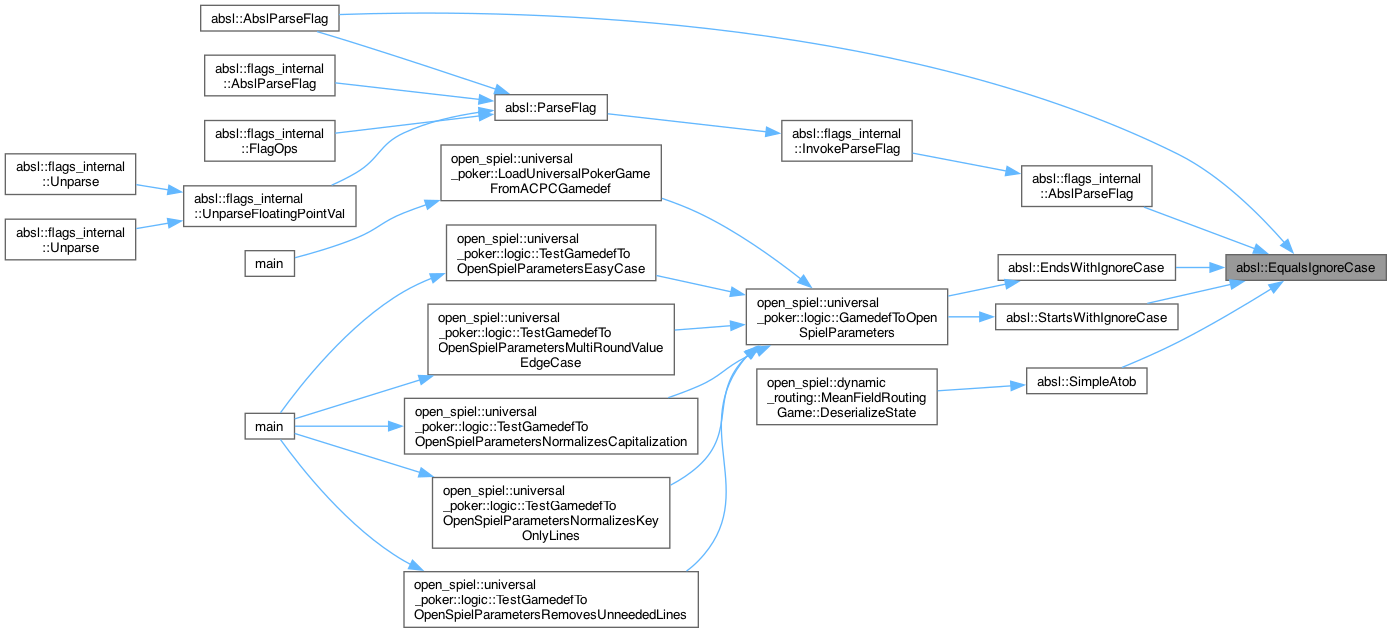 absl::AbslParseFlag
absl::flags_internal
::AbslParseFlag
absl::ParseFlag
absl::flags_internal
::FlagOps
absl::flags_internal
::InvokeParseFlag
absl::flags_internal
::Unparse
open_spiel::universal
_poker::LoadUniversalPokerGame
FromACPCGamedef
absl::flags_internal
::AbslParseFlag
absl::flags_internal
::UnparseFloatingPointVal
absl::flags_internal
::Unparse
main
open_spiel::universal
_poker::logic::TestGamedefTo
OpenSpielParametersEasyCase
absl::EndsWithIgnoreCase
absl::EqualsIgnoreCase
open_spiel::universal
_poker::logic::GamedefToOpen
SpielParameters
absl::StartsWithIgnoreCase
open_spiel::universal
_poker::logic::TestGamedefTo
OpenSpielParametersMultiRoundValue
EdgeCase
open_spiel::dynamic
_routing::MeanFieldRouting
Game::DeserializeState
absl::SimpleAtob
main
open_spiel::universal
_poker::logic::TestGamedefTo
OpenSpielParametersNormalizesCapitalization
open_spiel::universal
_poker::logic::TestGamedefTo
OpenSpielParametersNormalizesKey
OnlyLines
open_spiel::universal
_poker::logic::TestGamedefTo
OpenSpielParametersRemovesUnneededLines